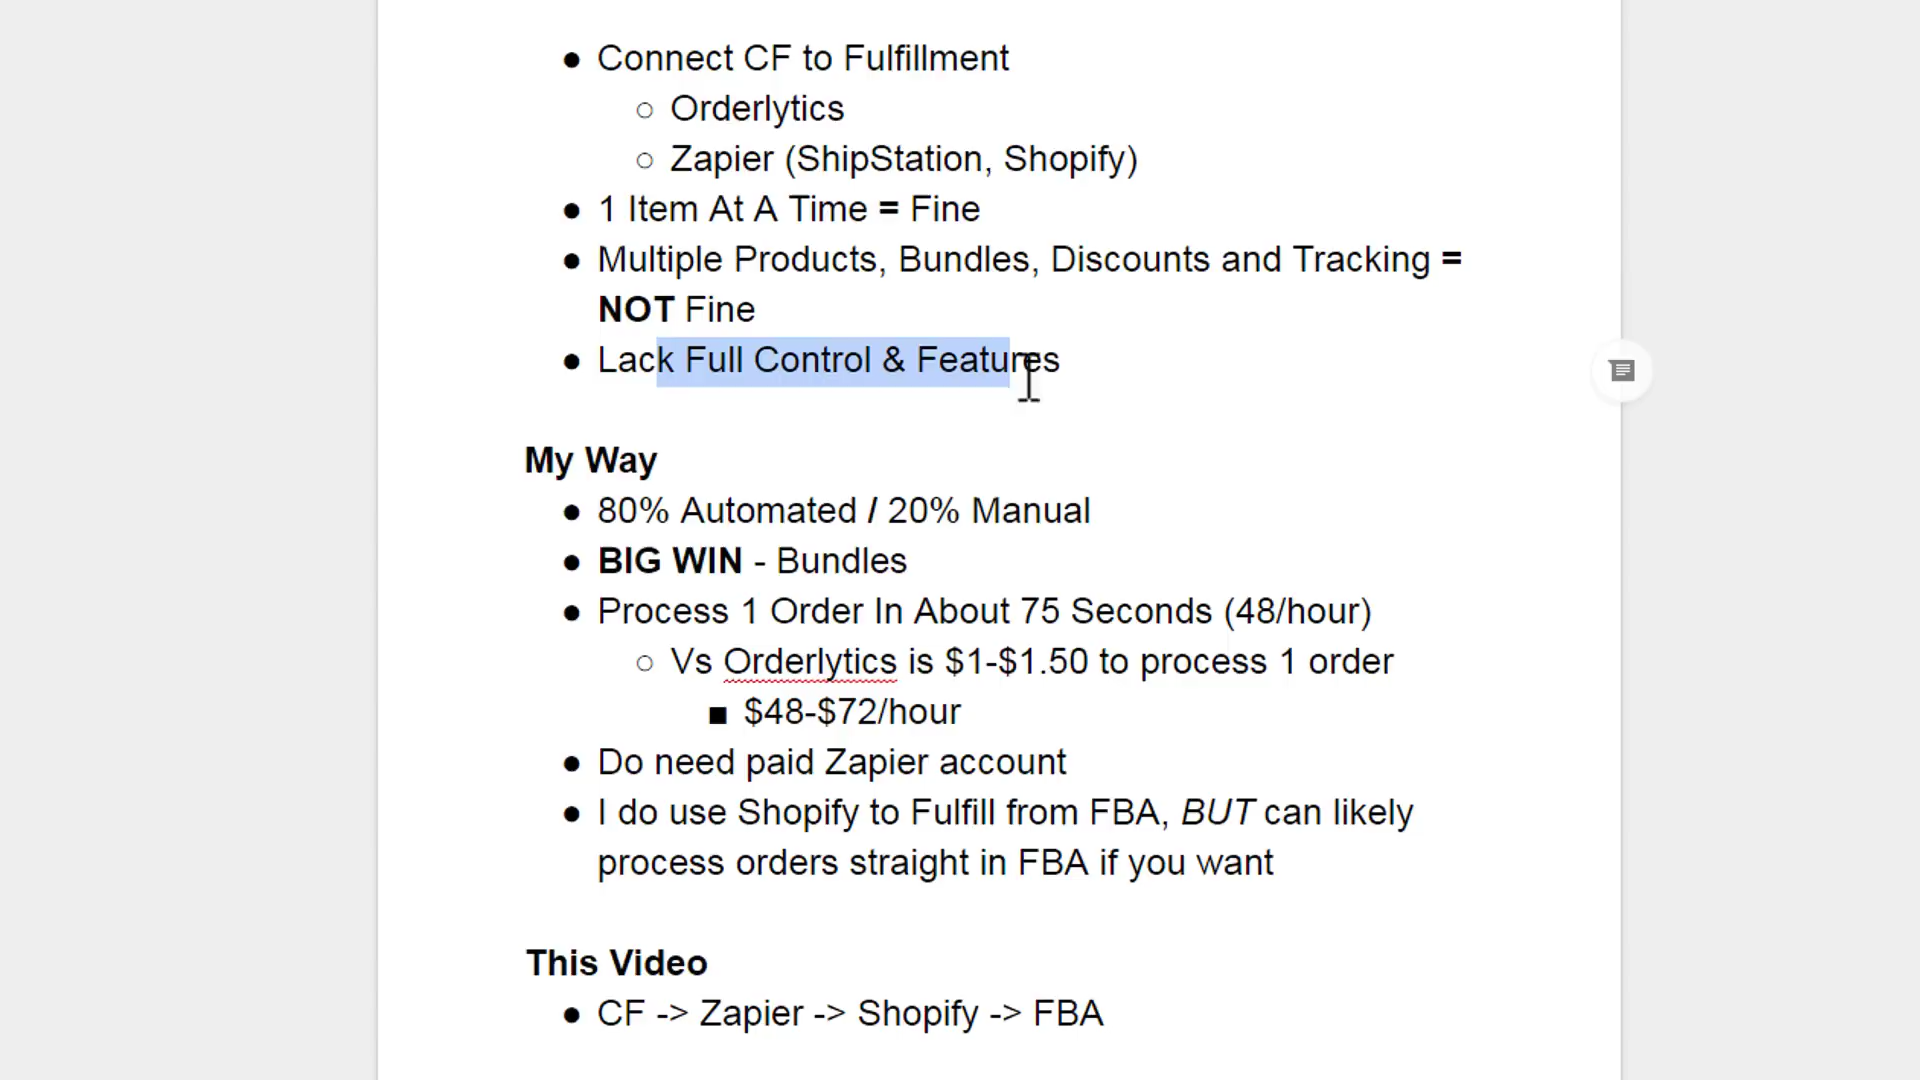 ● Connect CF to Fulfillment
○ Orderlytics
○ Zapier (ShipStation, Shopify)
● 1 Item At A Time = Fine
● Multiple Products, Bundles, Discounts and Tracking =
NOT Fine
● Lack Full Control & Features
My Way
● 80% Automated / 20% Manual
● BIG WIN - Bundles
● Process 1 Order In About 75 Seconds (48/hour)
○ Vs Orderlytics is $1-$1.50 to process 1 order
■ $48-$72/hour
● Do need paid Zapier account
● I do use Shopify to Fulfill from FBA, BUT can likely
process orders straight in FBA if you want
This Video
● CF -> Zapier -> Shopify -> FBA